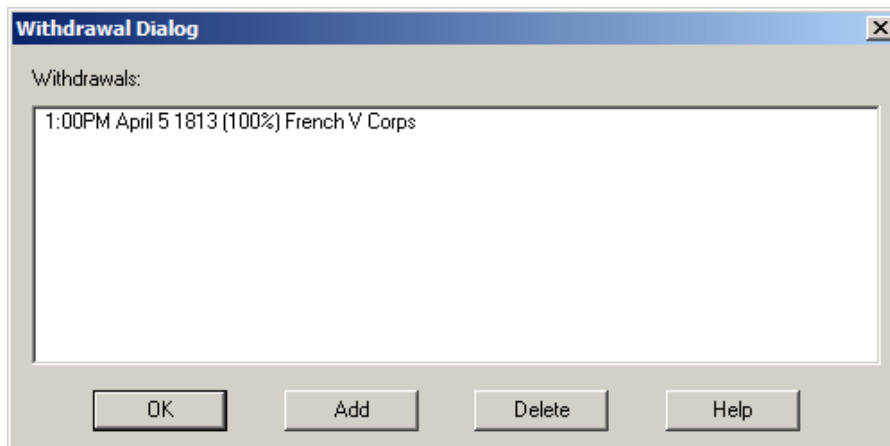 Withdrawal Dialog
Withdrawals:
1:00PM April 5 1813 (100%) French V Corps
OK Add Delete Help